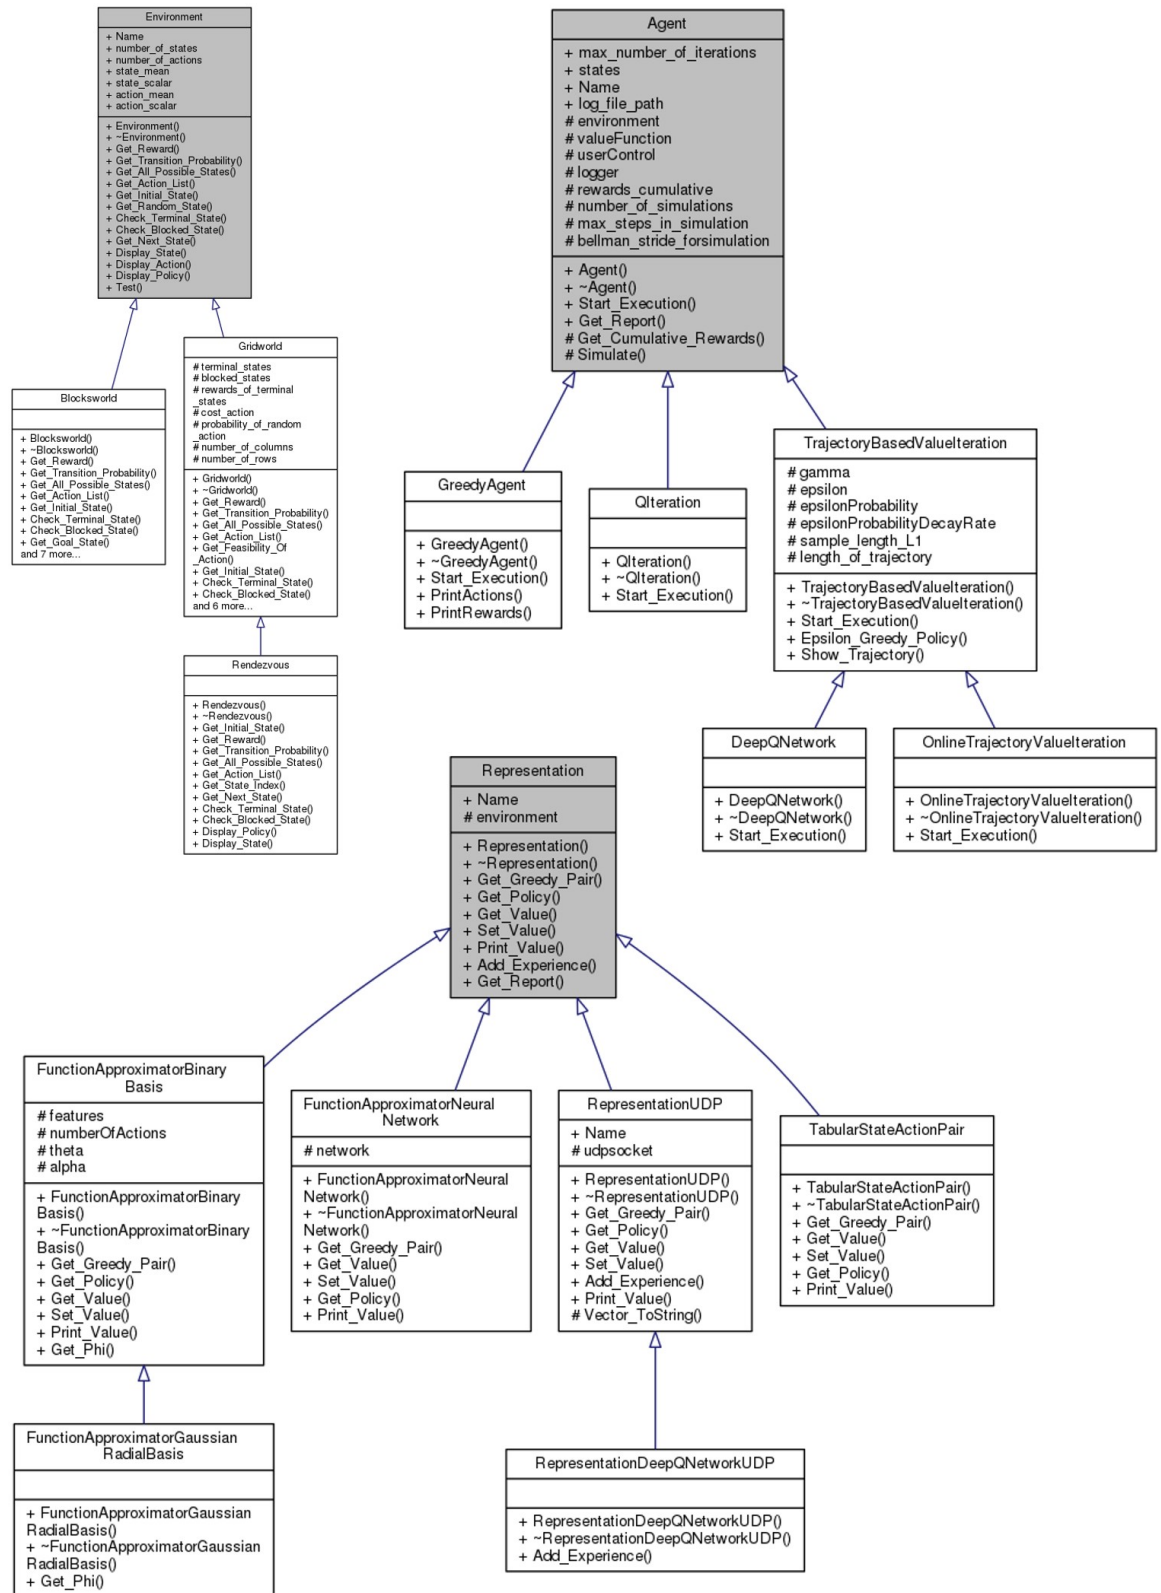 Environment
+ Name
+ number_of_states
+ number_of_actions
+ state_mean
+ state_scalar
+ action_mean
+ action_scalar
+ Environment()
+ ~Environment()
+ Get_Reward()
+ Get_Transition_Probability()
+ Get_All_Possible_States()
+ Get_Action_List()
+ Get_Initial_State()
+ Get_Random_State()
+ Check_Terminal_State()
+ Check_Blocked_State()
+ Get_Next_State()
+ Display_State()
+ Display_Action()
+ Display_Policy()
+ Test()
Blocksworld
+ Blocksworld()
+ ~Blocksworld()
+ Get_Reward()
+ Get_Transition_Probability()
+ Get_All_Possible_States()
+ Get_Action_List()
+ Get_Initial_State()
+ Check_Terminal_State()
+ Check_Blocked_State()
+ Get_Goal_State()
and 7 more...
Gridworld
# terminal_states
# blocked_states
# rewards_of_terminal
_states
# cost_action
# probability_of_random
_action
# number_of_columns
# number_of_rows
+ Gridworld()
+ ~Gridworld()
+ Get_Reward()
+ Get_Transition_Probability()
+ Get_All_Possible_States()
+ Get_Action_List()
+ Get_Feasibility_Of
_Action()
+ Get_Initial_State()
+ Check_Terminal_State()
+ Check_Blocked_State()
and 6 more...
Rendezvous
+ Rendezvous()
+ ~Rendezvous()
+ Get_Initial_State()
+ Get_Reward()
+ Get_Transition_Probability()
+ Get_All_Possible_States()
+ Get_Action_List()
+ Get_State_Index()
+ Get_Next_State()
+ Check_Terminal_State()
+ Check_Blocked_State()
+ Display_Policy()
+ Display_State()
Agent
+ max_number_of_iterations
+ states
+ Name
+ log_file_path
# environment
# valueFunction
# userControl
# logger
# rewards_cumulative
# number_of_simulations
# max_steps_in_simulation
# bellman_stride_forsimulation
+ Agent()
+ ~Agent()
+ Start_Execution()
+ Get_Report()
# Get_Cumulative_Rewards()
# Simulate()
GreedyAgent
+ GreedyAgent()
+ ~GreedyAgent()
+ Start_Execution()
+ PrintActions()
+ PrintRewards()
QIteration
+ QIteration()
+ ~QIteration()
+ Start_Execution()
TrajectoryBasedValueIteration
# gamma
# epsilon
# epsilonProbability
# epsilonProbabilityDecayRate
# sample_length_L1
# length_of_trajectory
+ TrajectoryBasedValueIteration()
+ ~TrajectoryBasedValueIteration()
+ Start_Execution()
+ Epsilon_Greedy_Policy()
+ Show_Trajectory()
DeepQNetwork
+ DeepQNetwork()
+ ~DeepQNetwork()
+ Start_Execution()
OnlineTrajectoryValueIteration
+ OnlineTrajectoryValueIteration()
+ ~OnlineTrajectoryValueIteration()
+ Start_Execution()
Representation
+ Name
# environment
+ Representation()
+ ~Representation()
+ Get_Greedy_Pair()
+ Get_Policy()
+ Get_Value()
+ Set_Value()
+ Print_Value()
+ Add_Experience()
+ Get_Report()
FunctionApproximatorBinary
Basis
# features
# numberOfActions
# theta
# alpha
+ FunctionApproximatorBinary
Basis()
+ ~FunctionApproximatorBinary
Basis()
+ Get_Greedy_Pair()
+ Get_Policy()
+ Get_Value()
+ Set_Value()
+ Print_Value()
+ Get_Phi()
FunctionApproximatorNeural
Network
# network
+ FunctionApproximatorNeural
Network()
+ ~FunctionApproximatorNeural
Network()
+ Get_Greedy_Pair()
+ Get_Value()
+ Set_Value()
+ Get_Policy()
+ Print_Value()
RepresentationUDP
+ Name
# udpsocket
+ RepresentationUDP()
+ ~RepresentationUDP()
+ Get_Greedy_Pair()
+ Get_Policy()
+ Get_Value()
+ Set_Value()
+ Add_Experience()
+ Print_Value()
# Vector_ToString()
TabularStateActionPair
+ TabularStateActionPair()
+ ~TabularStateActionPair()
+ Get_Greedy_Pair()
+ Get_Value()
+ Set_Value()
+ Get_Policy()
+ Print_Value()
FunctionApproximatorGaussian
RadialBasis
+ FunctionApproximatorGaussian
RadialBasis()
+ ~FunctionApproximatorGaussian
RadialBasis()
+ Get_Phi()
RepresentationDeepQNetworkUDP
+ RepresentationDeepQNetworkUDP()
+ ~RepresentationDeepQNetworkUDP()
+ Add_Experience()